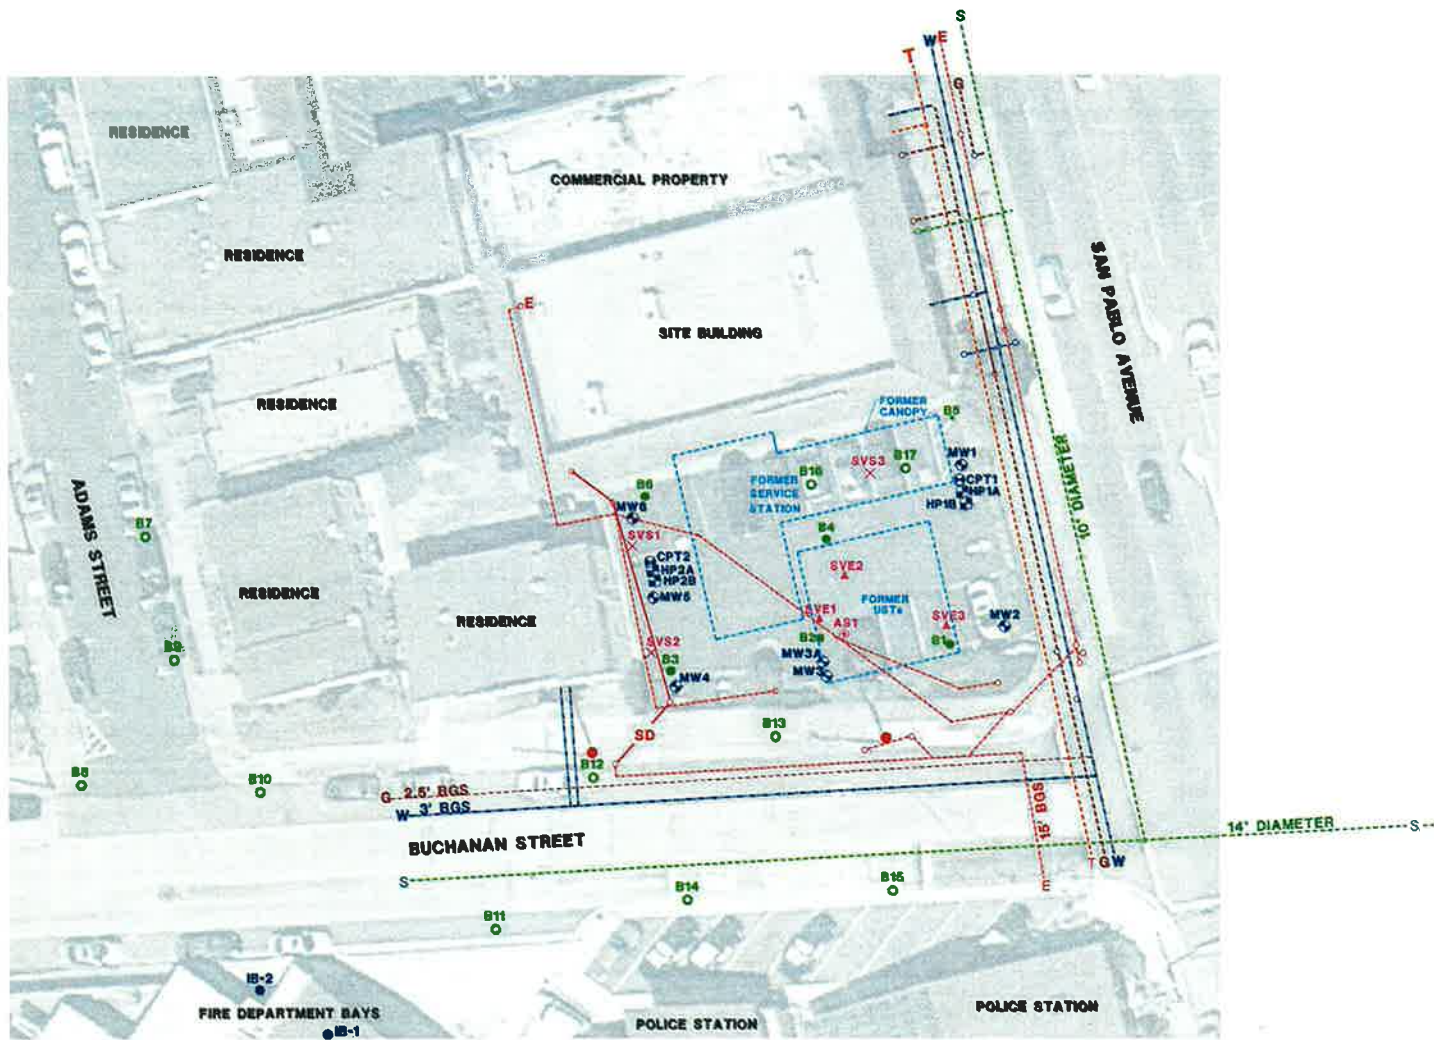 S
W E
T
G
RESIDENCE
COMMERCIAL PROPERTY
RESIDENCE
SAN PABLO AVENUE
E
SITE BUILDING
RESIDENCE
FORMER
CANOPY
B5
10' DIAMETER
ADAMS STREET
B7
B6
MW6
SVS1
CPT2
HP2A
HP2B
MW5
FORMER
SERVICE
STATION
B16
SVS3
B17
MW1
CPT1
HP1A
HP1B
B4
SVE2
RESIDENCE
RESIDENCE
FORMER
USTs
SVE1
AS1
SVE3
MW2
B2
B1
MW3A
MW3
B9
SVS2
B3
MW4
B13
SD
B8
B10
B12
G 2.5' BGS
W 3' BGS
15' BGS
BUCHANAN STREET
14' DIAMETER
S
T G W
S
E
B14
B15
B11
IB-2
FIRE DEPARTMENT BAYS
IB-1
POLICE STATION
POLICE STATION